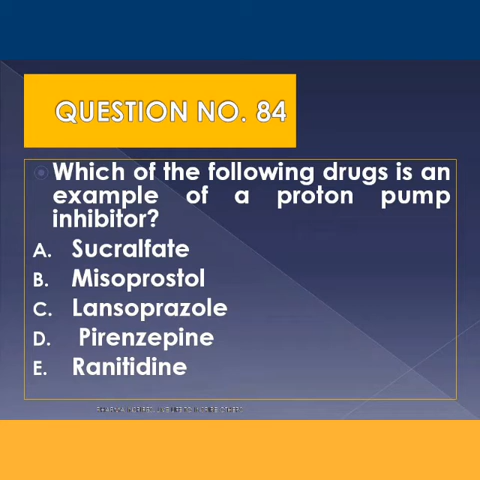 QUESTION NO. 84
Which of the following drugs is an
example of a proton pump
inhibitor?
A. Sucralfate
B. Misoprostol
C. Lansoprazole
D. Pirenzepine
E. Ranitidine